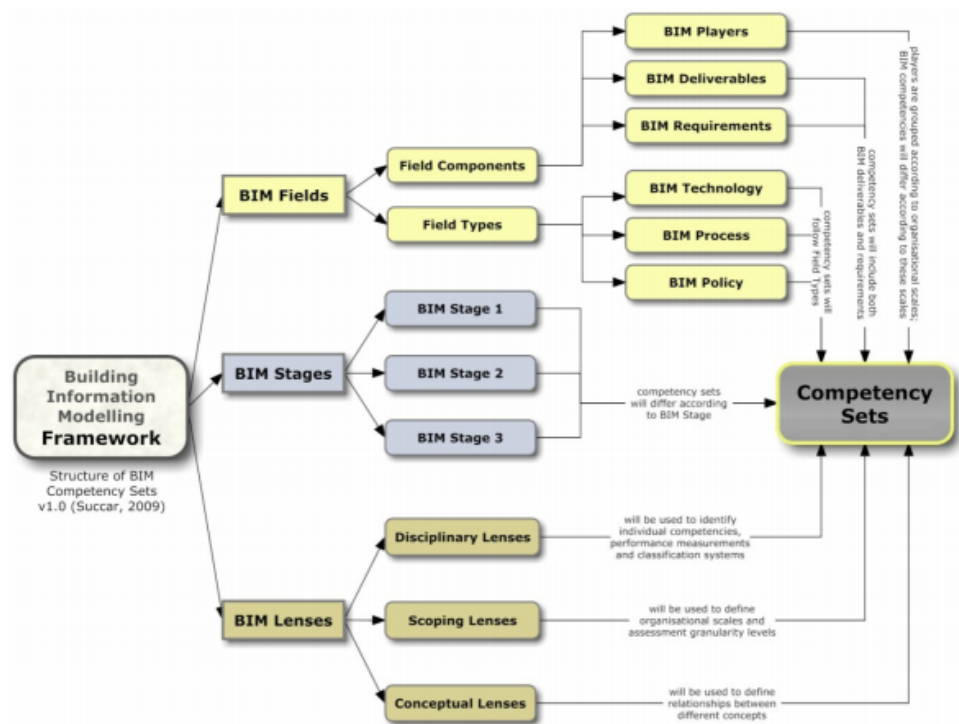 BIM Players
BIM Deliverables
BIM Requirements
Field Components
BIM Fields
Field Types
BIM Technology
BIM Process
BIM Policy
players are grouped according to organisational scales;
BIM competencies will differ according to these scales
competency sets will include both
BIM deliverables and requirements
competency sets will
follow Field Types
BIM Stage 1
BIM Stages
BIM Stage 2
BIM Stage 3
competency sets
will differ according
to BIM Stage
Competency
Sets
Building
Information
Modelling
Framework
Structure of BIM
Competency Sets
v1.0 (Succar, 2009)
Disciplinary Lenses
will be used to identify
individual competencies,
performance measurements
and classification systems
BIM Lenses
Scoping Lenses
will be used to define
organisational scales and
assessment granularity levels
Conceptual Lenses
will be used to define
relationships between
different concepts